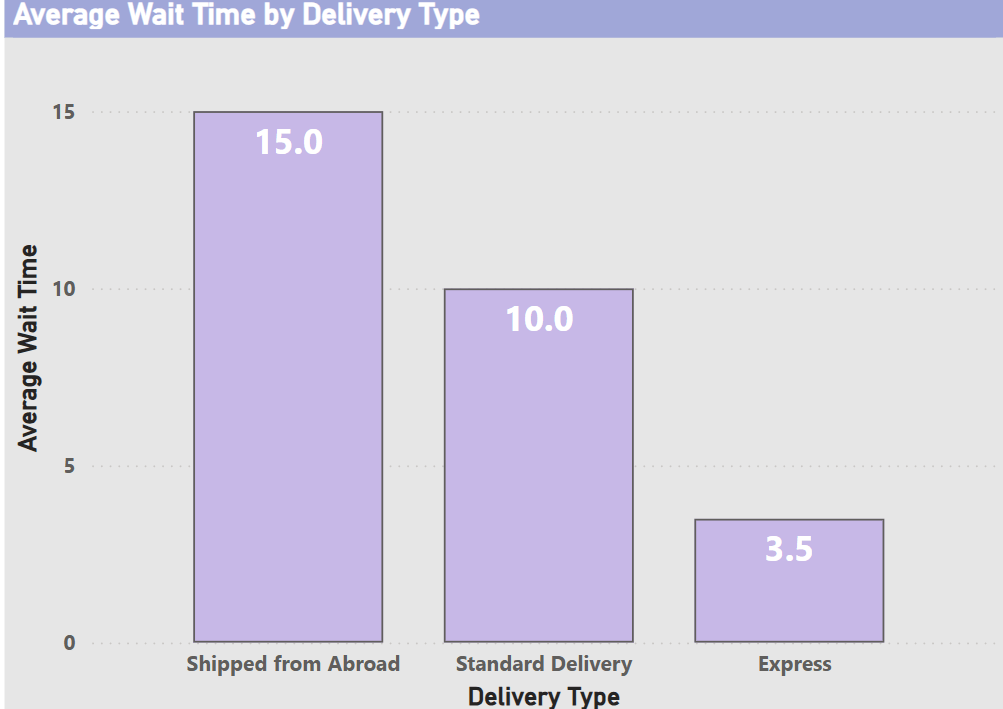 Average Wait Time by Delivery Type
15
10
5
0
Average Wait Time
15.0
10.0
3.5
Shipped from Abroad
Standard Delivery
Express
Delivery Type